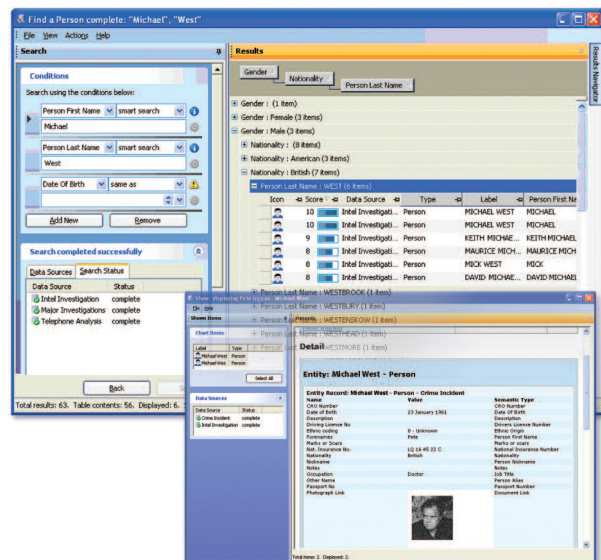 Find a Person complete: "Michael", "West"
File View Actions Help
Search
Conditions
Search using the conditions below:
Person First Name smart search
Michael
Person Last Name smart search
West
Date Of Birth same as
Add New Remove
Search completed successfully
Data Sources Search Status
Data Source Status
Intel Investigation complete
Major Investigations complete
Telephone Analysis complete
Back
Total results: 63. Table contents: 56. Displayed: 6.
Results
Results Navigator
Gender
Nationality
Person Last Name
Gender : (1 item)
Gender : Female (3 items)
Gender : Male (3 items)
Nationality : (8 items)
Nationality : American (3 items)
Nationality : British (7 items)
Person Last Name : WEST (6 items)
Icon Score Data Source Type Label Person First Na
10 Intel Investigati... Person MICHAEL WEST MICHAEL
10 Intel Investigati... Person MICHAEL WEST MICHAEL
9 Intel Investigati... Person KEITH MICHAE... KEITH MICHAEL
8 Intel Investigati... Person MAURICE MICH... MAURICE MICH...
8 Intel Investigati... Person MICK WEST MICK
8 Intel Investigati... Person DAVID MICHAE... DAVID MICHAEL
Person Last Name : WESTBROOK (1 item)
Person Last Name : WESTBURY (1 item)
Person Last Name : WESTENSKOW (1 item)
Person Last Name : WESTHEAD (1 item)
Person Last Name : WESTMORE (1 item)
File Help
Shown Items
Chart Items
Label Type
Michael West Person
Michael West Person
Select All
Data Sources
Data Source Status
Crime Incident complete
Intel Investigation complete
Records
Detail
Entity: Michael West - Person
Entity Record: Michael West - Person - Crime Incident
Name Value Semantic Type
CRO Number CRO Number
Date of Birth 23 January 1961 Date Of Birth
Description Description
Driving License No Drivers License Number
Ethnic coding 0 - Unknown Ethnic Origin
Forenames Pete Person First Name
Marks or Scars Marks or scars
Nat. Insurance No. LQ 16 45 22 C National Insurance Number
Nationality British Nationality
Nickname Person Nickname
Notes Notes
Occupation Doctor Job Title
Other Name Person Alias
Passport No Passport Number
Photograph Link Document Link
Total items: 2. Displayed: 2.